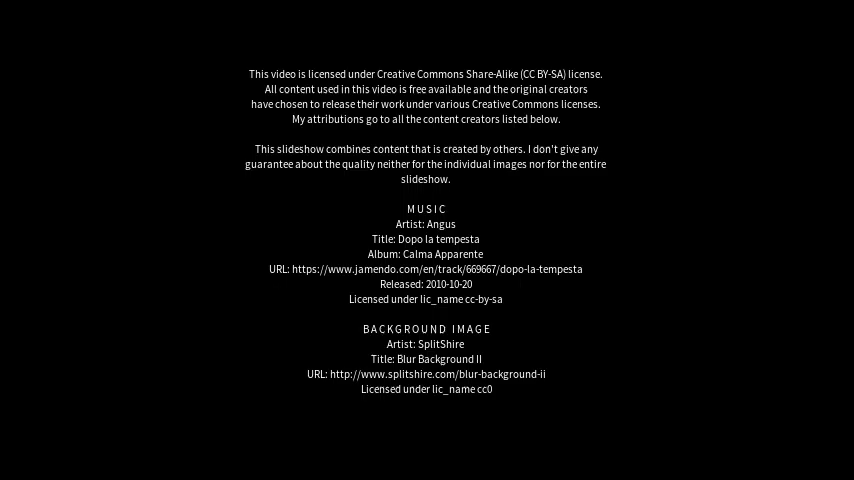 This video is licensed under Creative Commons Share-Alike (CC BY-SA) license.
All content used in this video is free available and the original creators
have chosen to release their work under various Creative Commons licenses.
My attributions go to all the content creators listed below.
This slideshow combines content that is created by others. I don't give any
guarantee about the quality neither for the individual images nor for the entire
slideshow.
MUSIC
Artist: Angus
Title: Dopo la tempesta
Album: Calma Apparente
URL: https://www.jamendo.com/en/track/669667/dopo-la-tempesta
Released: 2010-10-20
Licensed under lic_name cc-by-sa
BACKGROUND IMAGE
Artist: SplitShire
Title: Blur Background II
URL: http://www.splitshire.com/blur-background-ii
Licensed under lic_name cc0